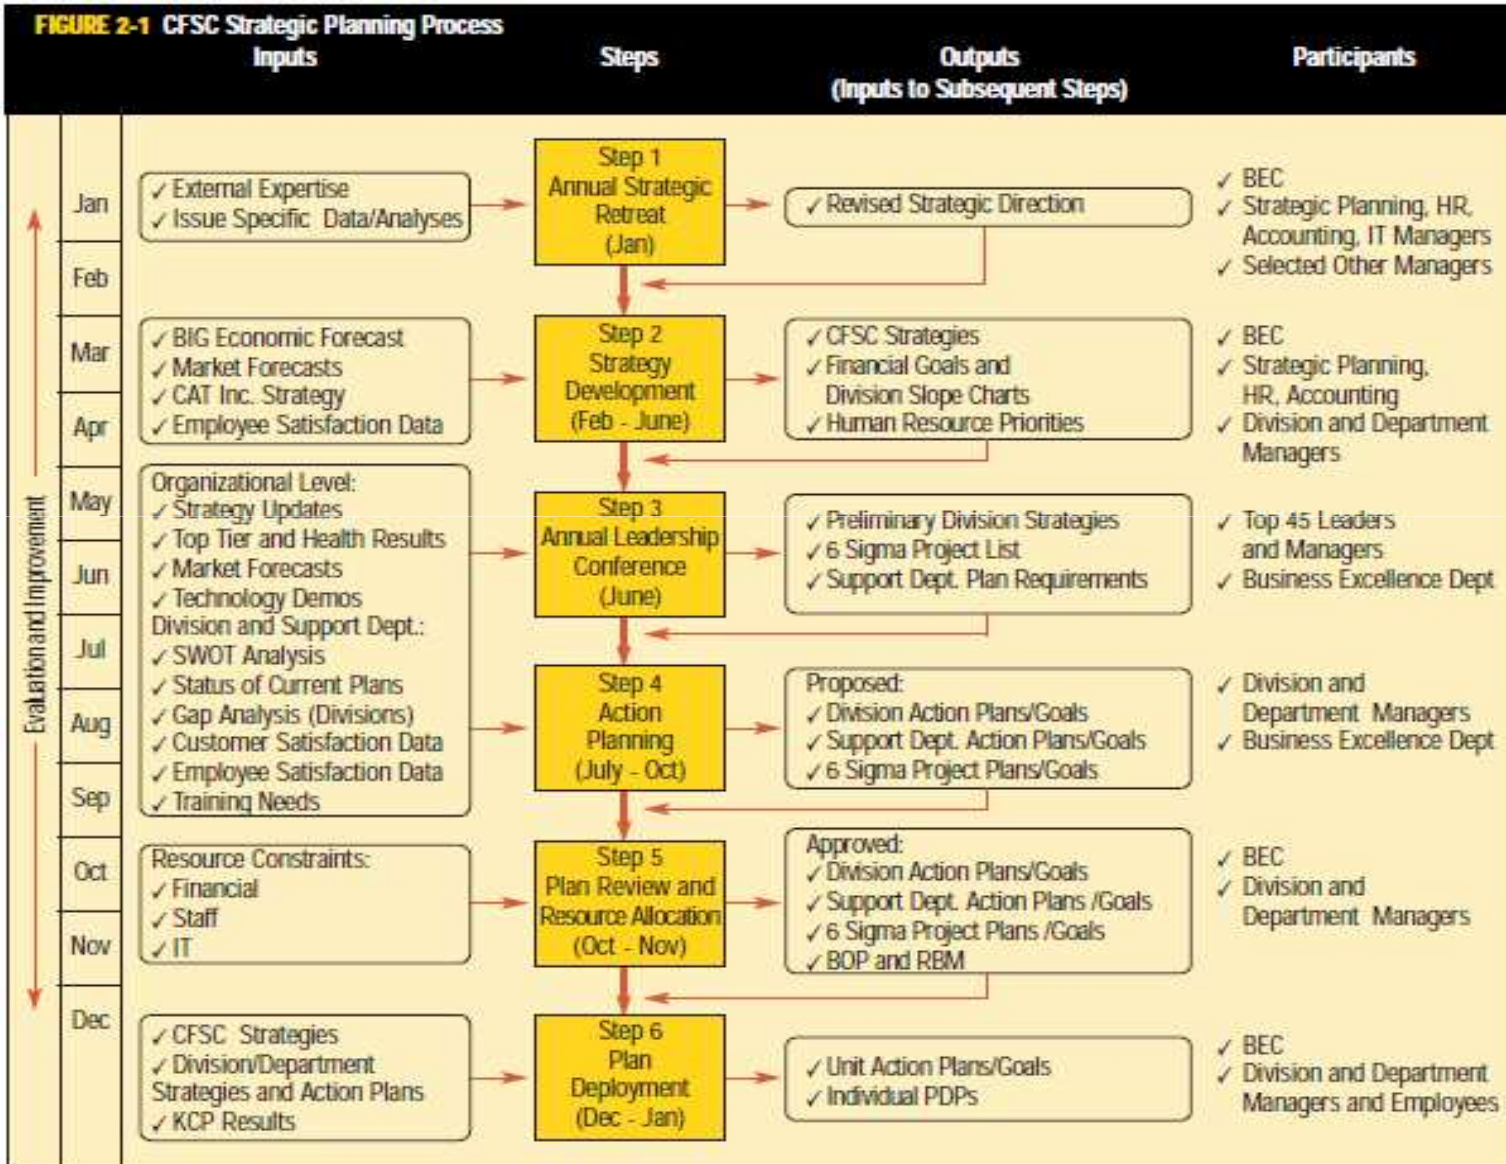 FIGURE 2-1 CFSC Strategic Planning Process
Inputs
Steps
Outputs
(Inputs to Subsequent Steps)
Participants
Evaluation and Improvement
Jan
Feb
Mar
Apr
May
Jun
Jul
Aug
Sep
Oct
Nov
Dec
✓ External Expertise
✓ Issue Specific Data/Analyses
Step 1
Annual Strategic
Retreat
(Jan)
✓ Revised Strategic Direction
✓ BEC
✓ Strategic Planning, HR,
Accounting, IT Managers
✓ Selected Other Managers
✓ BIG Economic Forecast
✓ Market Forecasts
✓ CAT Inc. Strategy
✓ Employee Satisfaction Data
Step 2
Strategy
Development
(Feb - June)
✓ CFSC Strategies
✓ Financial Goals and
Division Slope Charts
✓ Human Resource Priorities
✓ BEC
✓ Strategic Planning,
HR, Accounting
✓ Division and Department
Managers
Organizational Level:
✓ Strategy Updates
✓ Top Tier and Health Results
✓ Market Forecasts
✓ Technology Demos
Division and Support Dept.:
✓ SWOT Analysis
✓ Status of Current Plans
✓ Gap Analysis (Divisions)
✓ Customer Satisfaction Data
✓ Employee Satisfaction Data
✓ Training Needs
Step 3
Annual Leadership
Conference
(June)
✓ Preliminary Division Strategies
✓ 6 Sigma Project List
✓ Support Dept. Plan Requirements
✓ Top 45 Leaders
and Managers
✓ Business Excellence Dept
Step 4
Action
Planning
(July - Oct)
Proposed:
✓ Division Action Plans/Goals
✓ Support Dept. Action Plans/Goals
✓ 6 Sigma Project Plans/Goals
✓ Division and
Department Managers
✓ Business Excellence Dept
Resource Constraints:
✓ Financial
✓ Staff
✓ IT
Step 5
Plan Review and
Resource Allocation
(Oct - Nov)
Approved:
✓ Division Action Plans/Goals
✓ Support Dept. Action Plans /Goals
✓ 6 Sigma Project Plans /Goals
✓ BOP and RBM
✓ BEC
✓ Division and
Department Managers
✓ CFSC Strategies
✓ Division/Department
Strategies and Action Plans
✓ KCP Results
Step 6
Plan
Deployment
(Dec - Jan)
✓ Unit Action Plans/Goals
✓ Individual PDPs
✓ BEC
✓ Division and Department
Managers and Employees